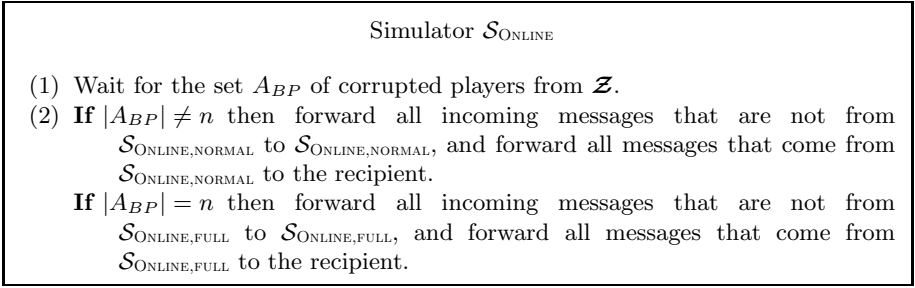 Simulator 𝒮ONLINE
(1) Wait for the set A_BP of corrupted players from 𝓩.
(2) If |A_BP| ≠ n then forward all incoming messages that are not from
𝒮ONLINE,NORMAL to 𝒮ONLINE,NORMAL, and forward all messages that come from
𝒮ONLINE,NORMAL to the recipient.
If |A_BP| = n then forward all incoming messages that are not from
𝒮ONLINE,FULL to 𝒮ONLINE,FULL, and forward all messages that come from
𝒮ONLINE,FULL to the recipient.